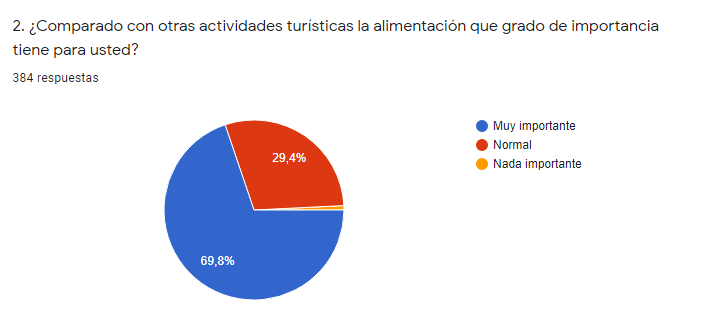 2. ¿Comparado con otras actividades turísticas la alimentación que grado de importancia
tiene para usted?
384 respuestas
29,4%
69,8%
Muy importante
Normal
Nada importante